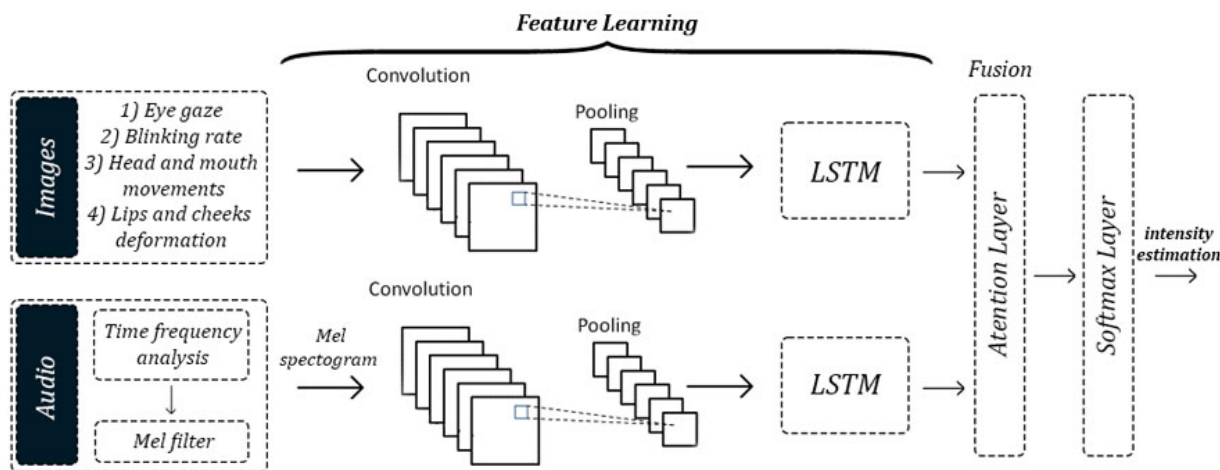 Feature Learning
Images
1) Eye gaze
2) Blinking rate
3) Head and mouth
movements
4) Lips and cheeks
deformation
Convolution
Pooling
LSTM
Fusion
Atention Layer
Softmax Layer
intensity
estimation
Audio
Time frequency
analysis
Mel filter
Mel
spectogram
Convolution
Pooling
LSTM